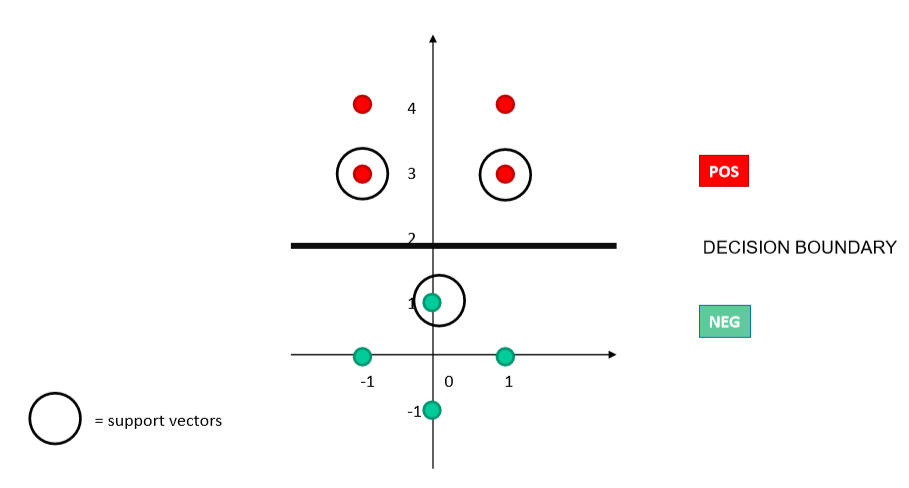 4
3
POS
2
DECISION BOUNDARY
1
NEG
-1 0 1
-1
= support vectors